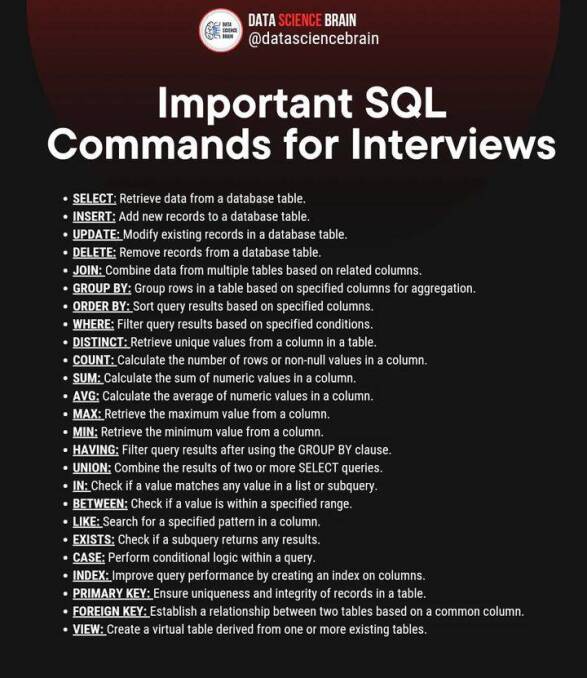 DATA SCIENCE BRAIN
DATA SCIENCE BRAIN
@datasciencebrain
Important SQL
Commands for Interviews
• SELECT: Retrieve data from a database table.
• INSERT: Add new records to a database table.
• UPDATE: Modify existing records in a database table.
• DELETE: Remove records from a database table.
• JOIN: Combine data from multiple tables based on related columns.
• GROUP BY: Group rows in a table based on specified columns for aggregation.
• ORDER BY: Sort query results based on specified columns.
• WHERE: Filter query results based on specified conditions.
• DISTINCT: Retrieve unique values from a column in a table.
• COUNT: Calculate the number of rows or non-null values in a column.
• SUM: Calculate the sum of numeric values in a column.
• AVG: Calculate the average of numeric values in a column.
• MAX: Retrieve the maximum value from a column.
• MIN: Retrieve the minimum value from a column.
• HAVING: Filter query results after using the GROUP BY clause.
• UNION: Combine the results of two or more SELECT queries.
• IN: Check if a value matches any value in a list or subquery.
• BETWEEN: Check if a value is within a specified range.
• LIKE: Search for a specified pattern in a column.
• EXISTS: Check if a subquery returns any results.
• CASE: Perform conditional logic within a query.
• INDEX: Improve query performance by creating an index on columns.
• PRIMARY KEY: Ensure uniqueness and integrity of records in a table.
• FOREIGN KEY: Establish a relationship between two tables based on a common column.
• VIEW: Create a virtual table derived from one or more existing tables.